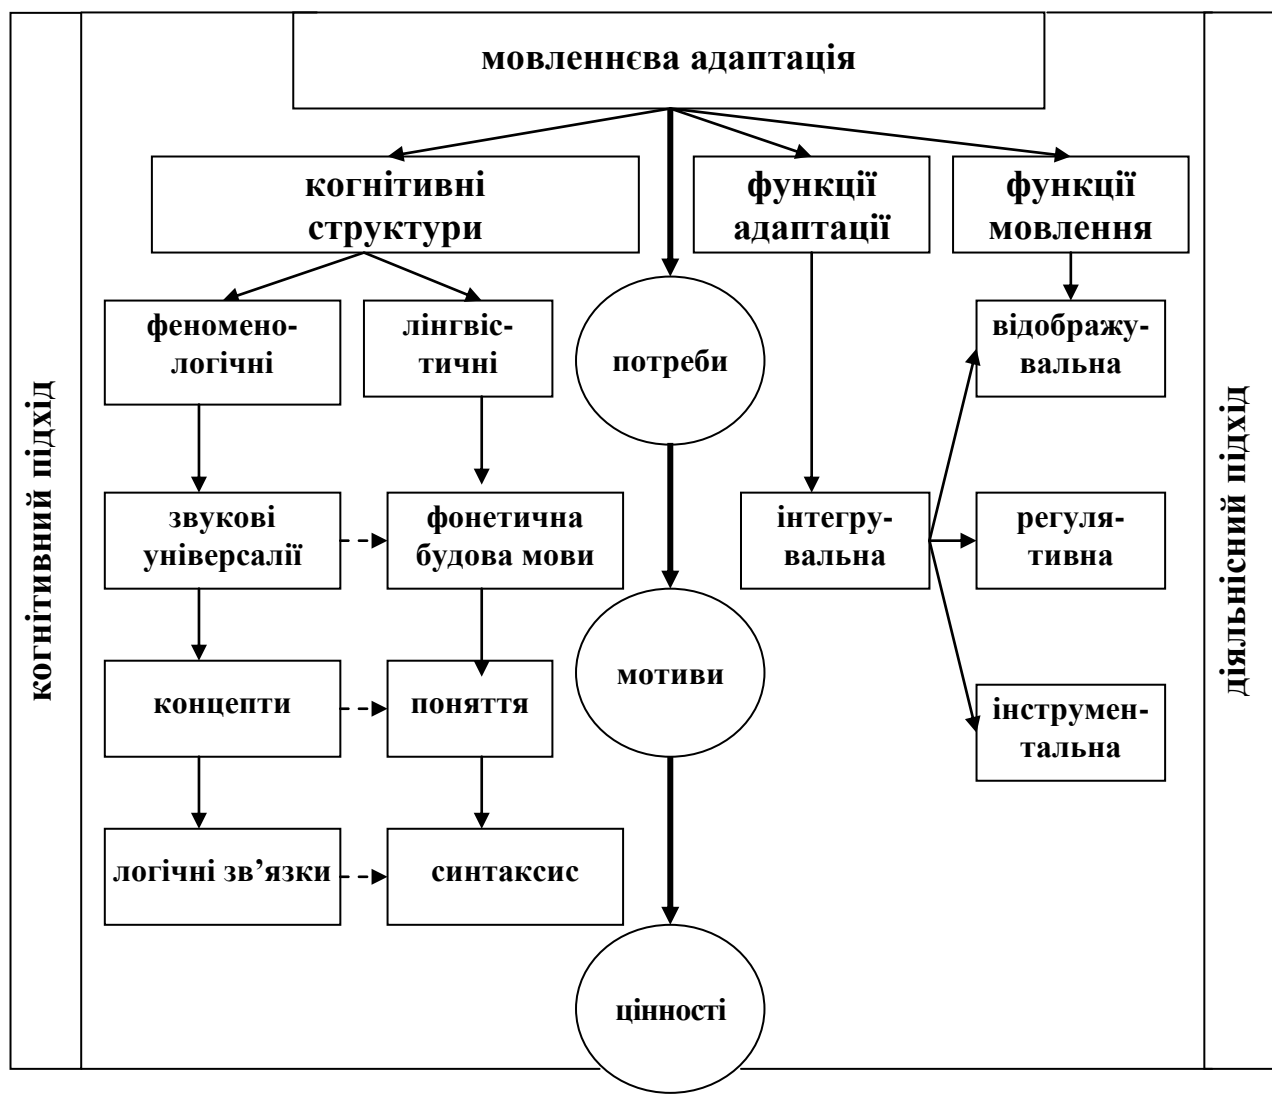 мовленнєва адаптація
когнітивні
структури
функції
адаптації
функції
мовлення
феномено-
логічні
лінгвіс-
тичні
потреби
відображу-
вальна
когнітивний підхід
діяльнісний підхід
звукові
універсалії
фонетична
будова мови
інтегру-
вальна
регуля-
тивна
концепти
поняття
мотиви
інструмен-
тальна
логічні зв’язки
синтаксис
цінності